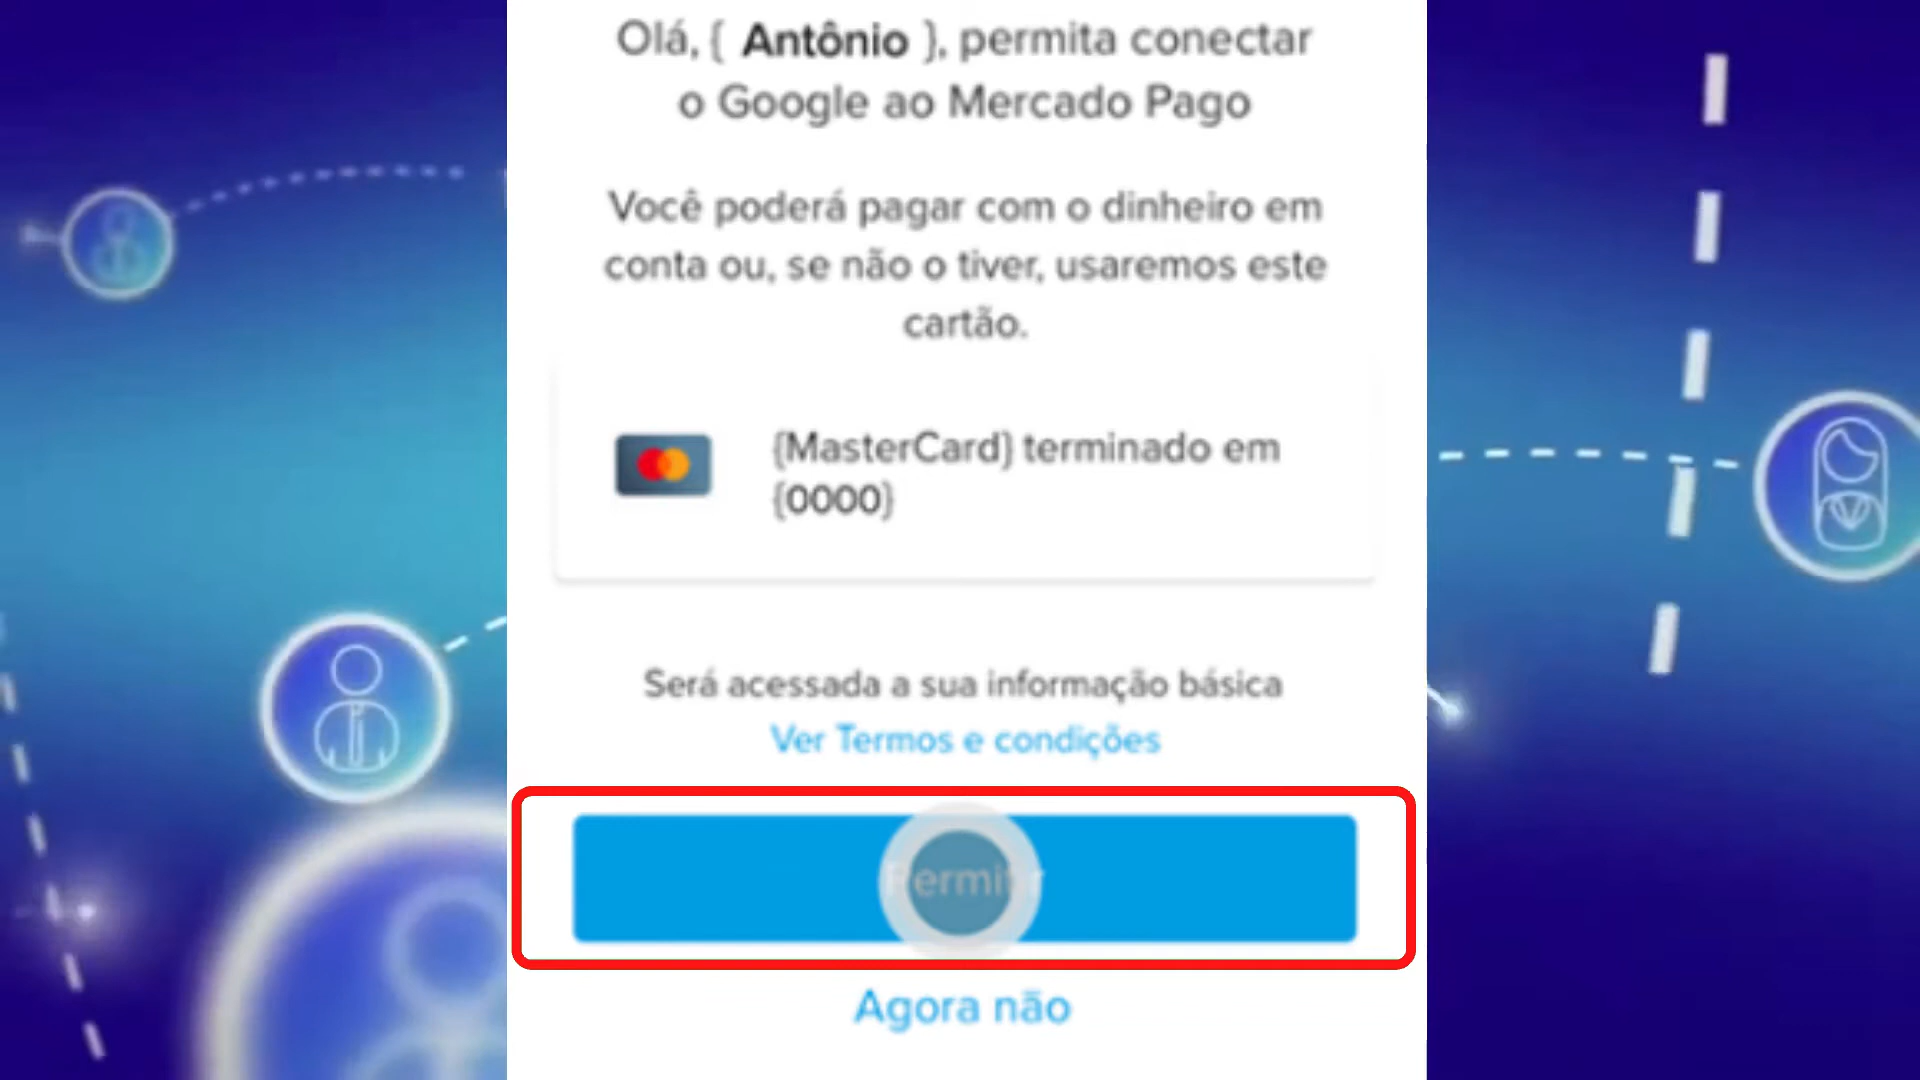 Olá, { Antônio }, permita conectar
o Google ao Mercado Pago
Você poderá pagar com o dinheiro em
conta ou, se não o tiver, usaremos este
cartão.
{MasterCard} terminado em
{0000}
Será acessada a sua informação básica
Ver Termos e condições
Permitir
Agora não